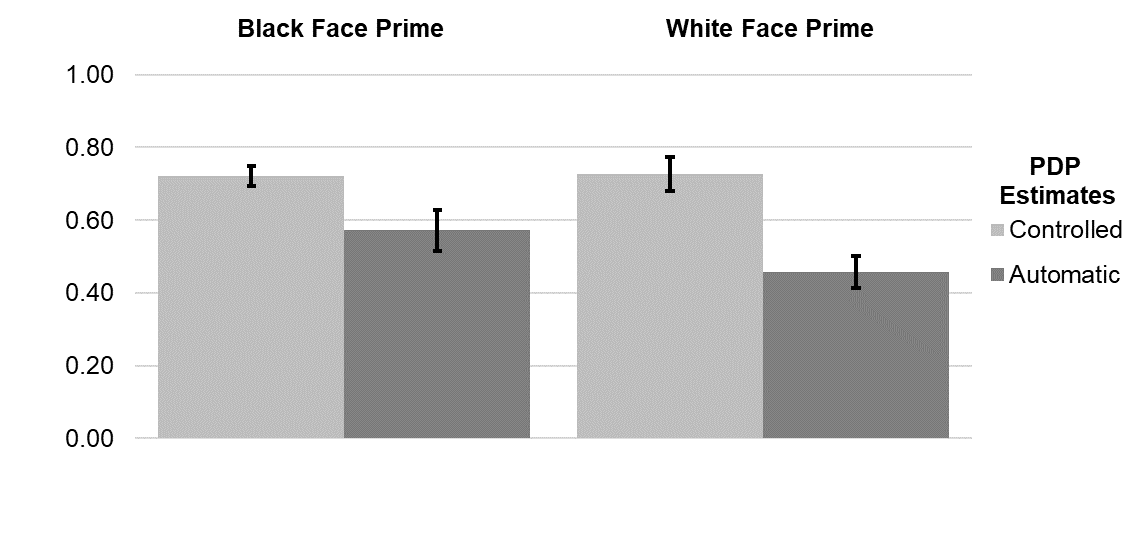 Black Face Prime
White Face Prime
1.00
0.80
0.60
0.40
0.20
0.00
PDP
Estimates
Controlled
Automatic